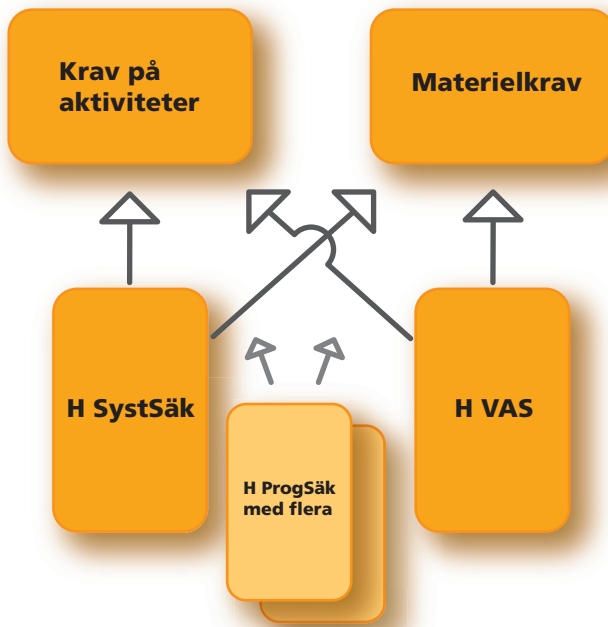 Krav på
aktiviteter
Materielkrav
H SystSäk
H VAS
H ProgSäk
med flera